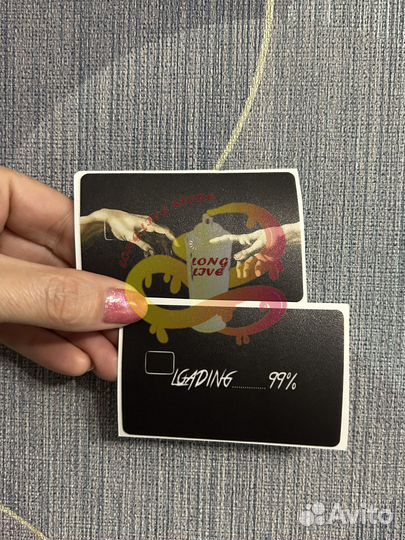 LONG
LIVE
LOADING........ 99%
Avito